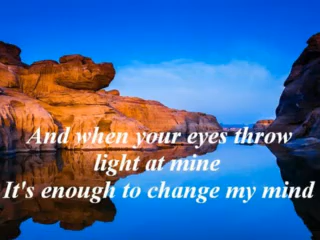 And when your eyes throw
light at mine
It's enough to change my mind